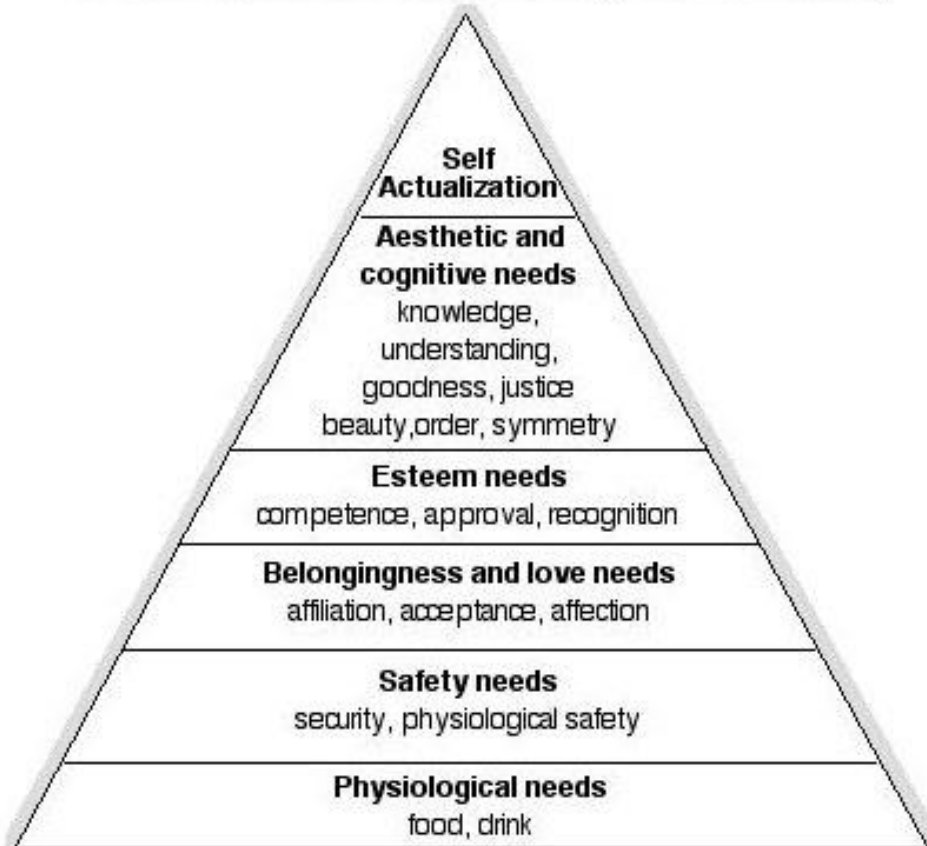 Self
Actualization
Aesthetic and
cognitive needs
knowledge,
understanding,
goodness, justice
beauty,order, symmetry
Esteem needs
competence, approval, recognition
Belongingness and love needs
affiliation, acceptance, affection
Safety needs
security, physiological safety
Physiological needs
food, drink